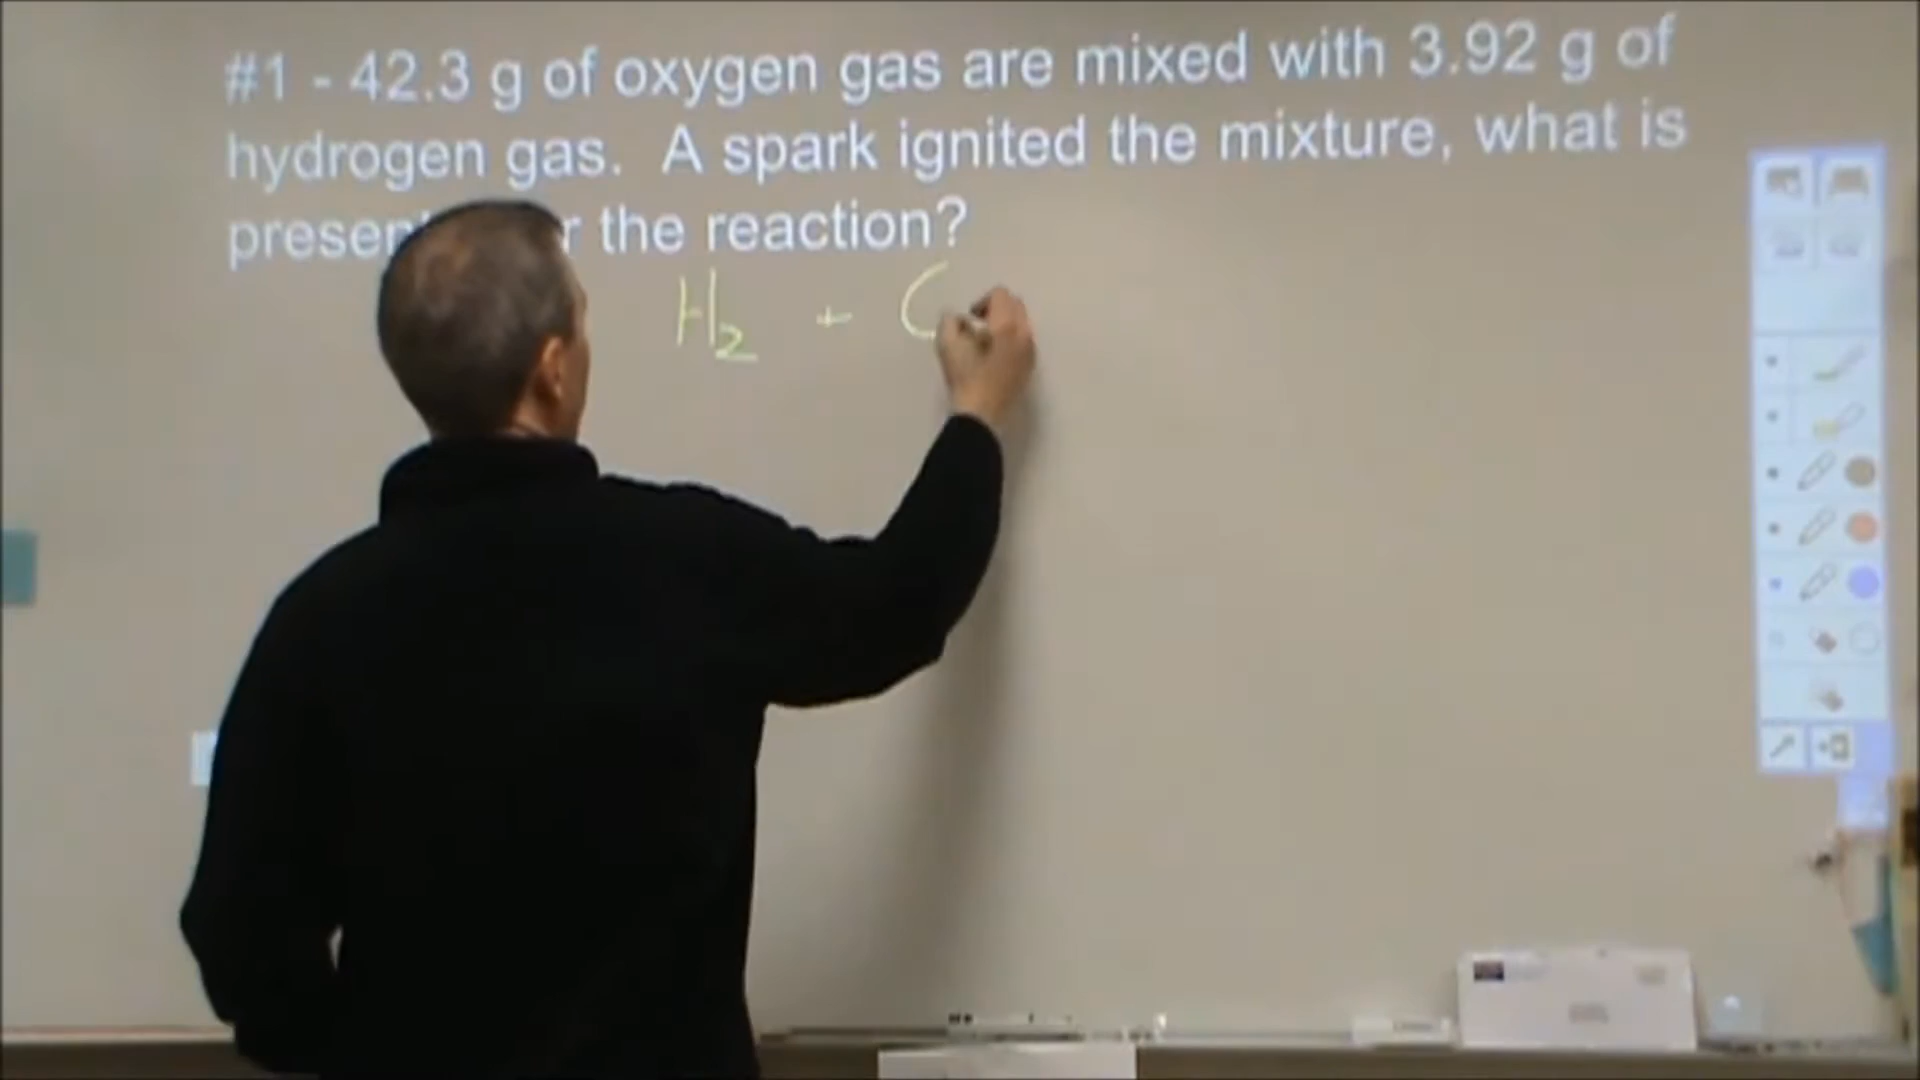 #1 - 42.3 g of oxygen gas are mixed with 3.92 g of
hydrogen gas. A spark ignited the mixture, what is
the reaction?
H₂ +